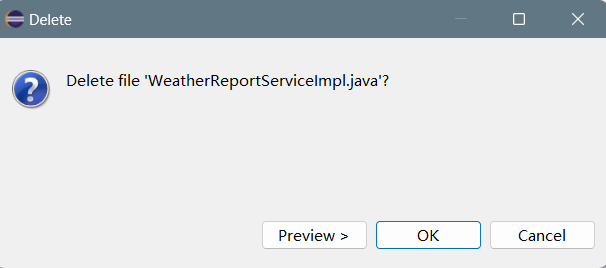 Delete
Delete file 'WeatherReportServiceImpl.java'?
Preview >
OK
Cancel